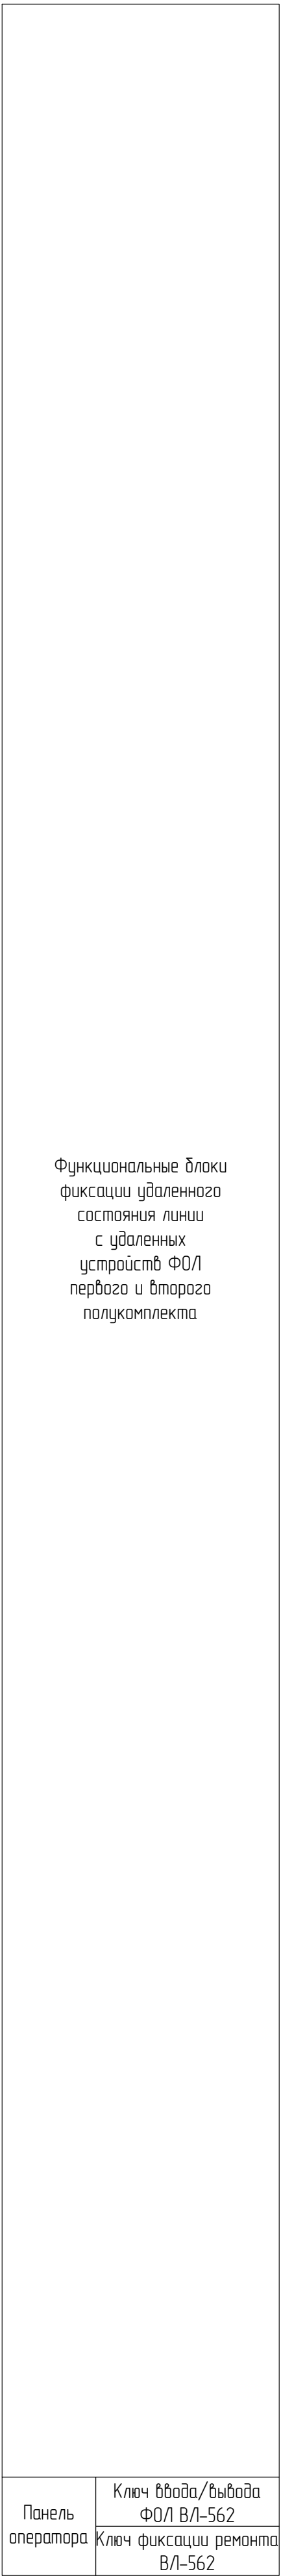 Функциональные блоки
фиксации удаленного
состояния линии
с удаленных
устройств ФОЛ
первого и второго
полукомплекта
Панель
оператора
Ключ ввода/вывода
ФОЛ ВЛ-562
Ключ фиксации ремонта
ВЛ-562